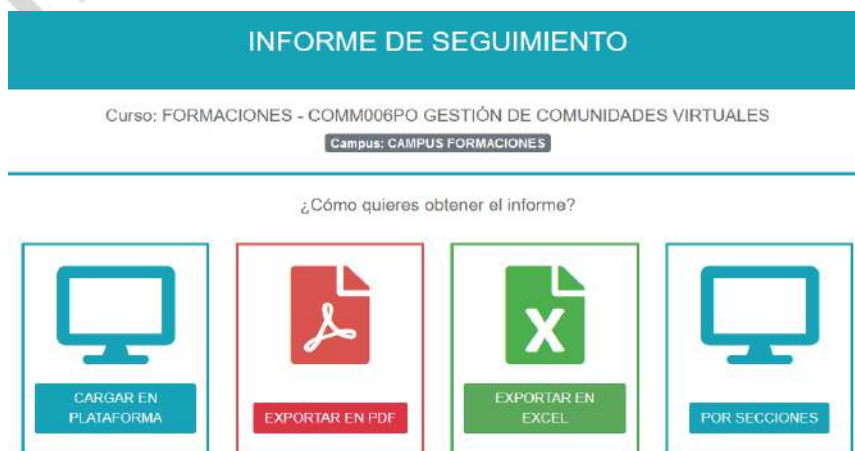 INFORME DE SEGUIMIENTO
Curso: FORMACIONES - COMM006PO GESTIÓN DE COMUNIDADES VIRTUALES
Campus: CAMPUS FORMACIONES
¿Cómo quieres obtener el informe?
CARGAR EN
PLATAFORMA
EXPORTAR EN PDF
EXPORTAR EN
EXCEL
POR SECCIONES